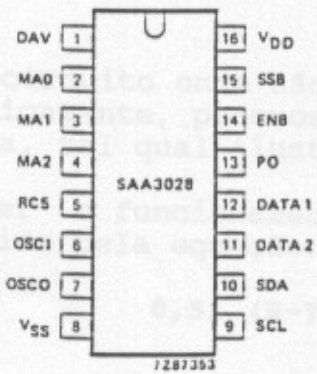 DAV 1 16 VDD
MA0 2 15 SSB
MA1 3 14 ENB
MA2 4 13 PO
SAA3028
RC5 5 12 DATA1
OSCI 6 11 DATA2
OSCO 7 10 SDA
VSS 8 9 SCL
7Z87353